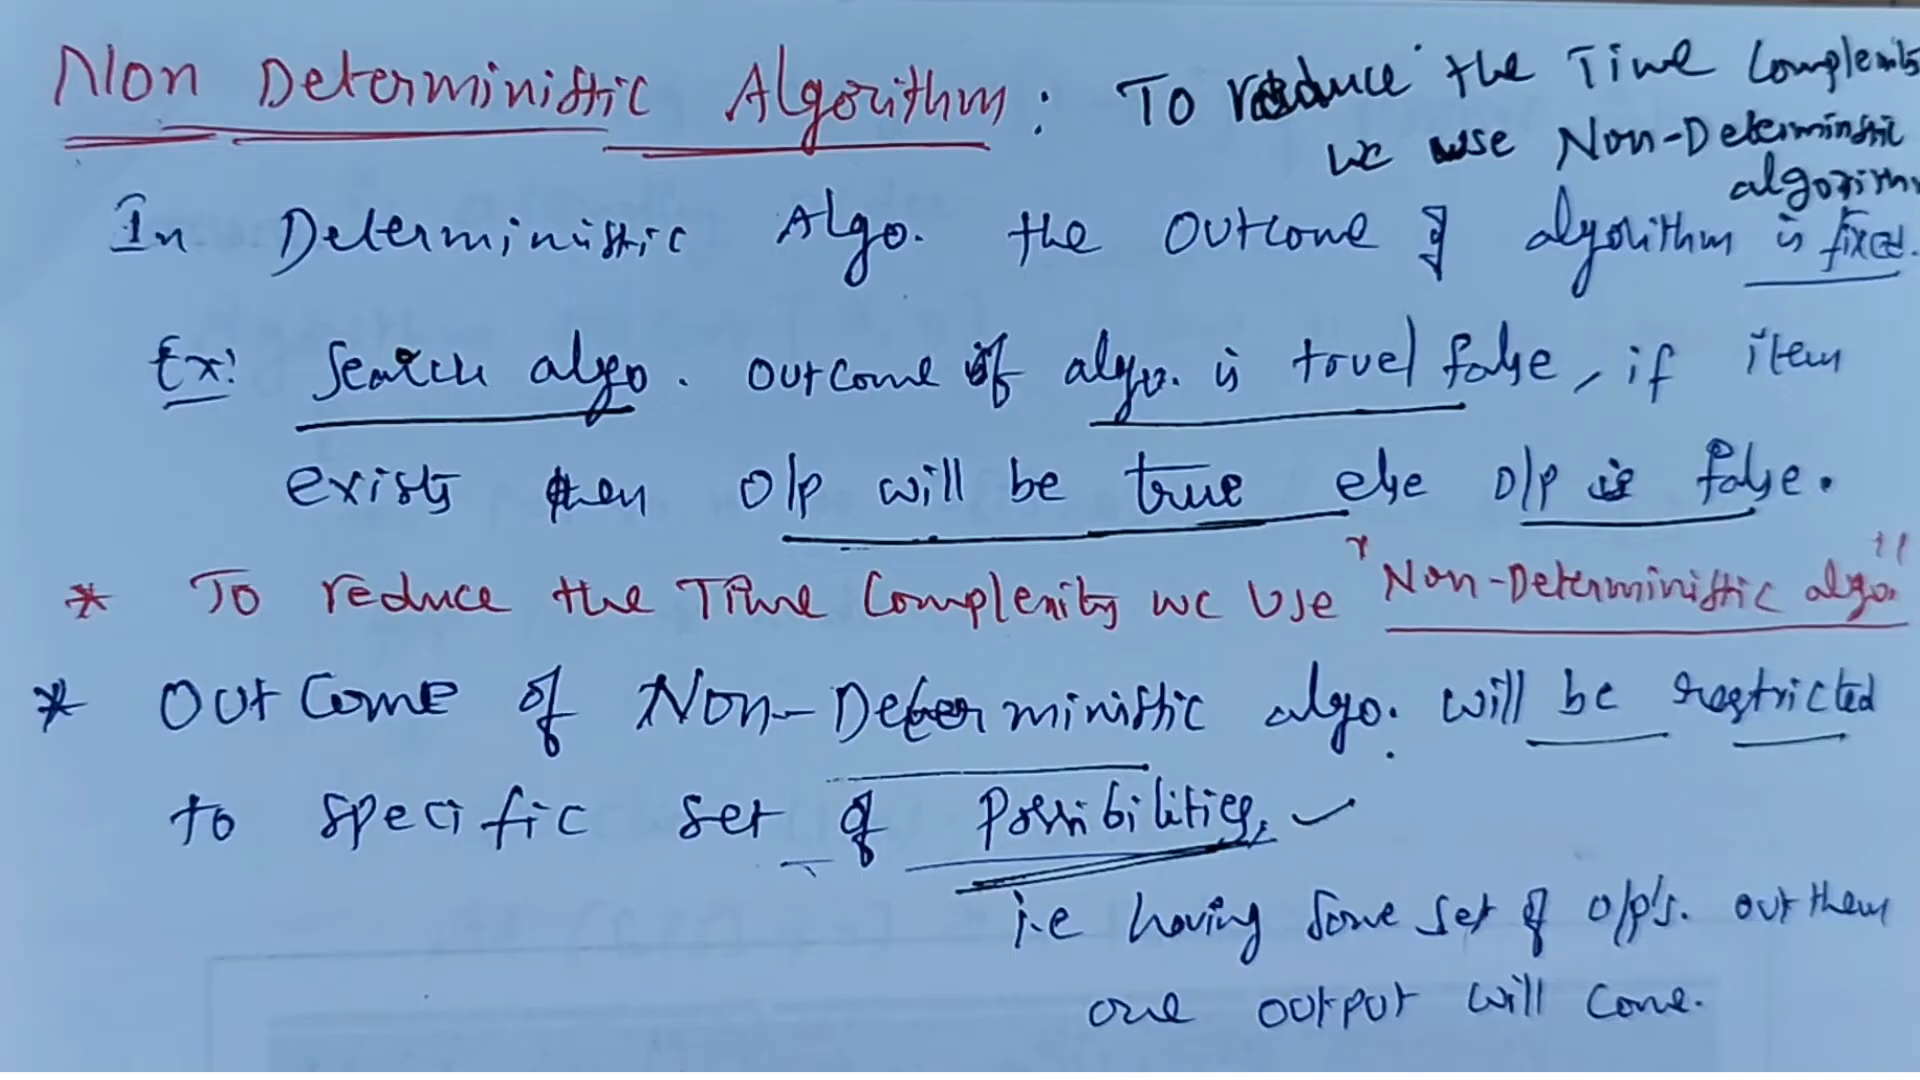 Non Deterministic Algorithm : To reduce the Time Complexity
we use Non-Deterministic
algorithm
In Deterministic Algo. the outcome of algorithm is fixed.
Ex: Search algo. outcome of algo. is true/false, if item
exists then o/p will be true else o/p is false.
* To reduce the Time Complexity we use "Non-Deterministic algo."
* Outcome of Non-Deterministic algo. will be restricted
to specific set of possibilities.
i.e having some set of o/p's. out them
one output will come.